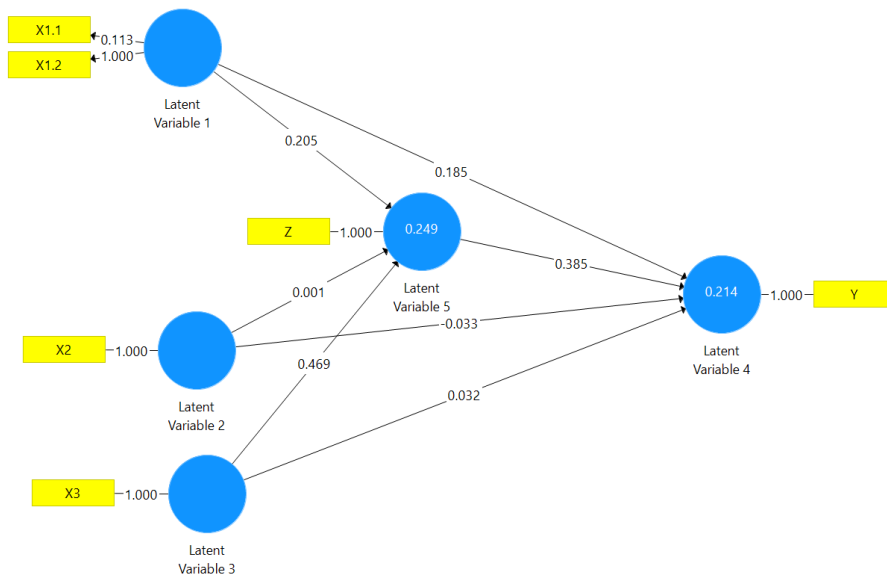 X1.1
0.113
1.000
X1.2
Latent
Variable 1
0.205
0.185
Z
1.000
0.249
0.385
Latent
Variable 5
0.001
-0.033
0.214
1.000
Y
Latent
Variable 4
X2
1.000
Latent
Variable 2
0.469
0.032
X3
1.000
Latent
Variable 3